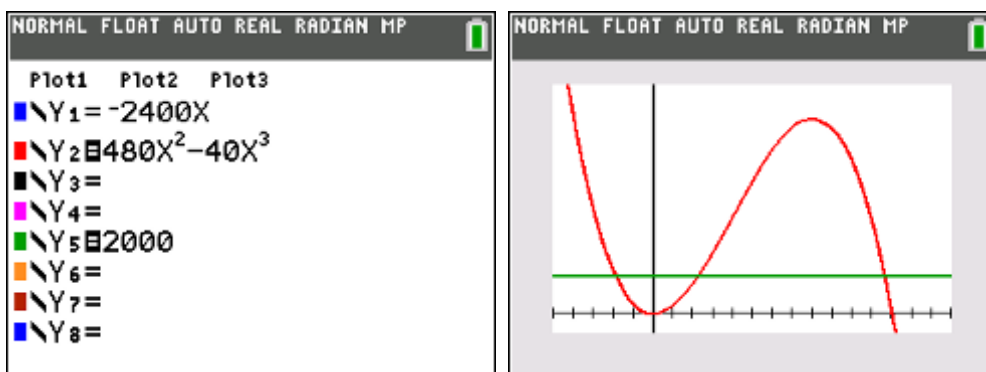 NORMAL FLOAT AUTO REAL RADIAN MP
Plot1 Plot2 Plot3
\Y₁=⁻2400X
\Y₂=480X²-40X³
\Y₃=
\Y₄=
\Y₅=2000
\Y₆=
\Y₇=
\Y₈=
NORMAL FLOAT AUTO REAL RADIAN MP